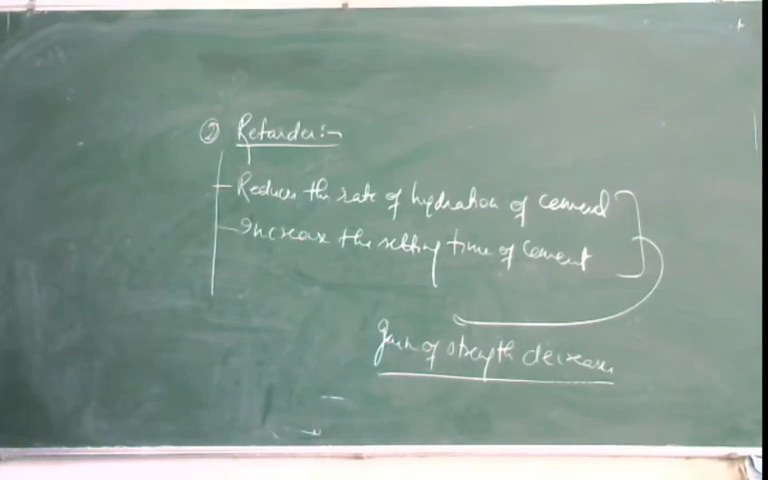 ② Retarder:-
- Reduces the rate of hydration of cement
- Increase the setting time of cement
Gain of strength decreases